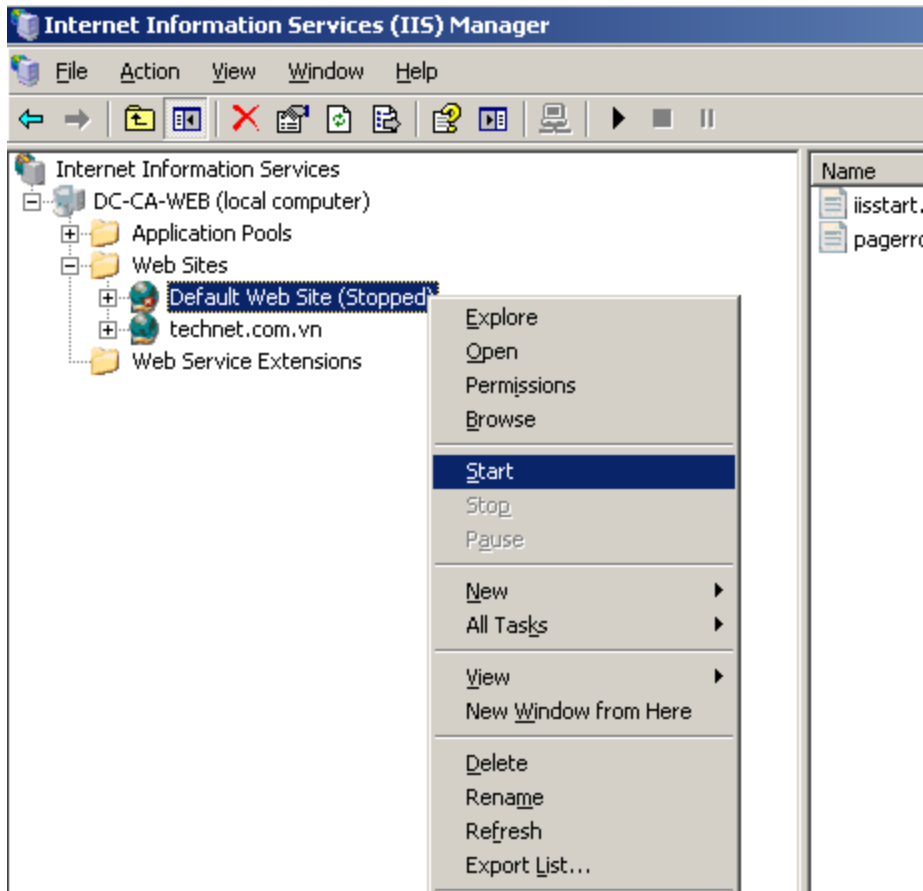 Internet Information Services (IIS) Manager
File Action View Window Help
Internet Information Services
DC-CA-WEB (local computer)
Application Pools
Web Sites
Default Web Site (Stopped)
technet.com.vn
Web Service Extensions
Name
iisstart.
pagerro
Explore
Open
Permissions
Browse
Start
Stop
Pause
New
All Tasks
View
New Window from Here
Delete
Rename
Refresh
Export List...